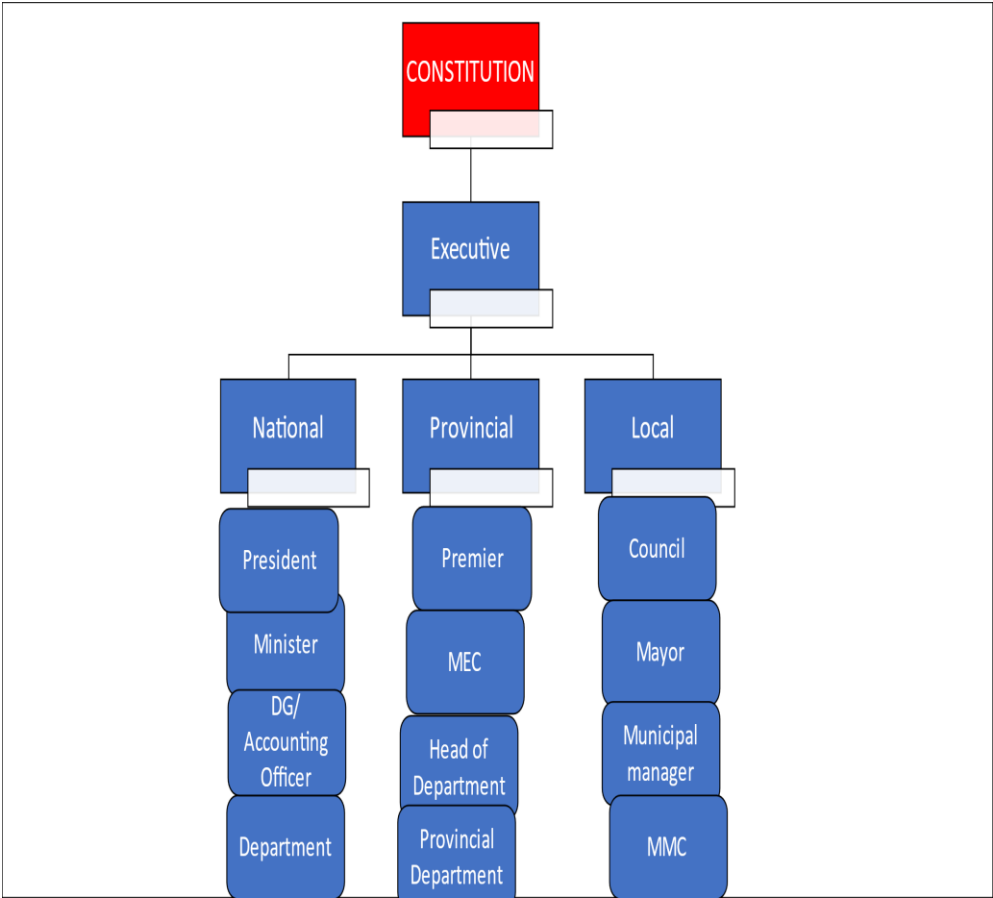 CONSTITUTION
Executive
National
Provincial
Local
President
Minister
DG/
Accounting
Officer
Department
Premier
MEC
Head of
Department
Provincial
Department
Council
Mayor
Municipal
manager
MMC